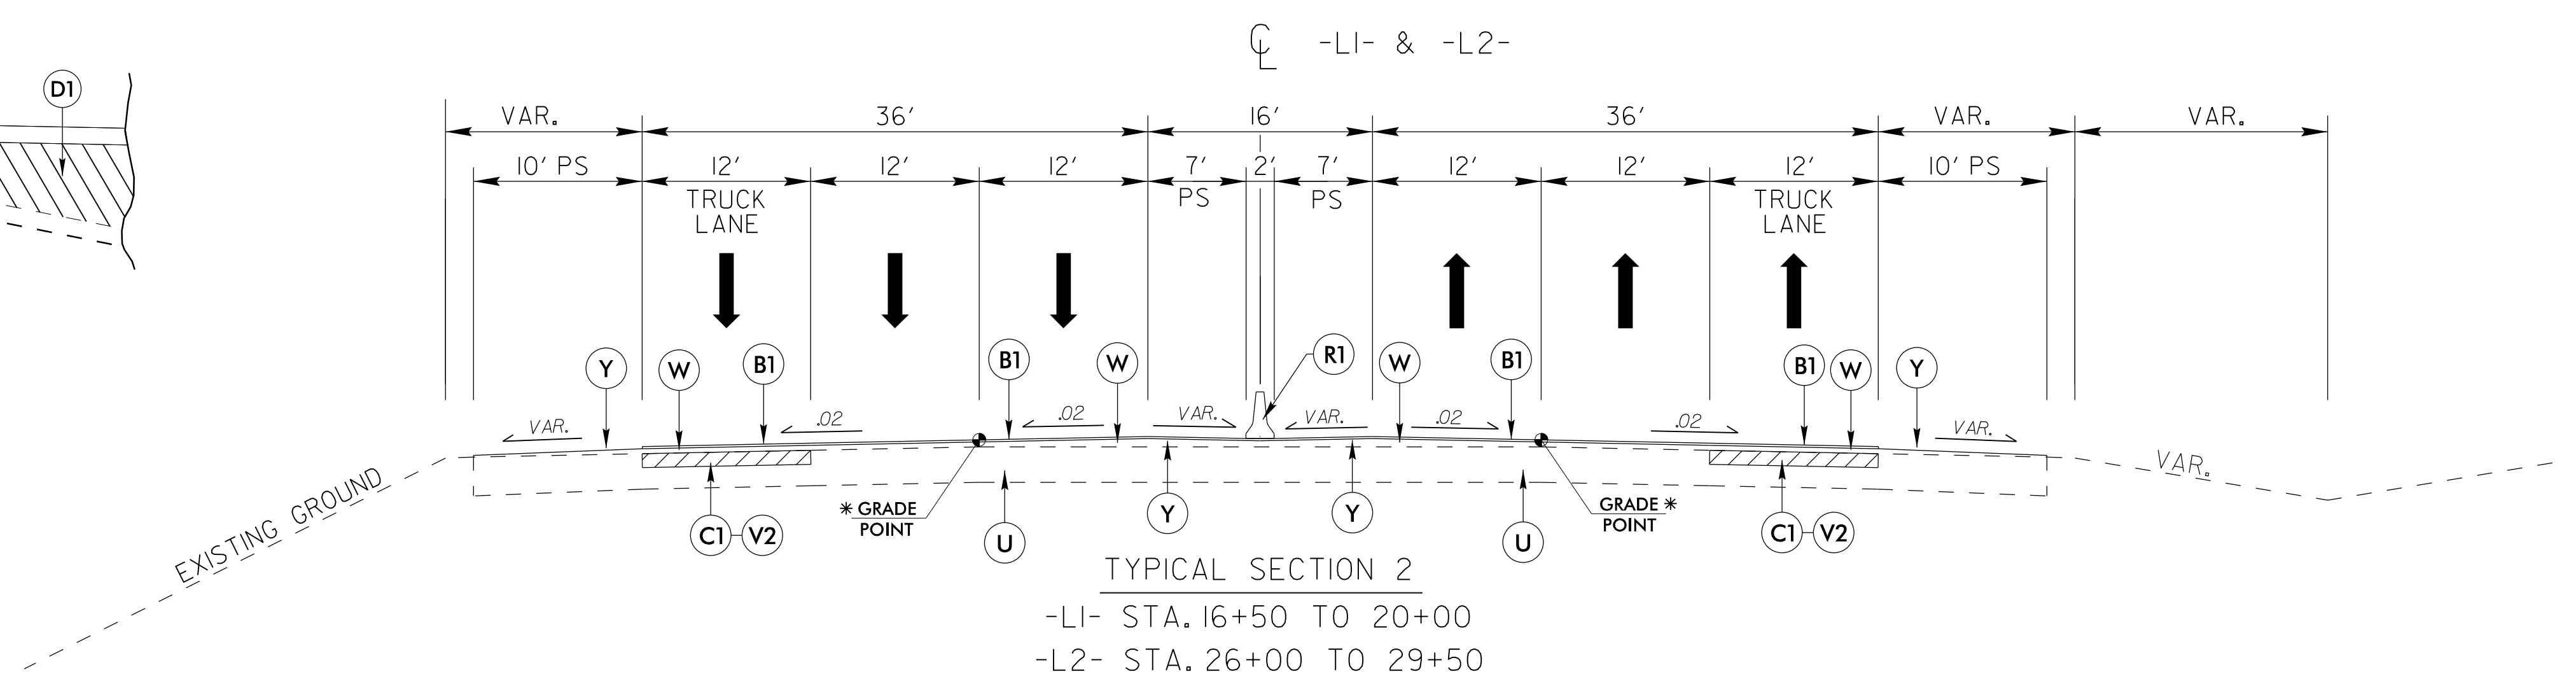 ℄ -L1- & -L2-
D1
VAR. 36' 16' 36' VAR. VAR.
10' PS 12' 12' 12' 7' 2' 7' 12' 12' 12' 10' PS
TRUCK PS PS TRUCK
LANE LANE
Y W B1 B1 W R1 W B1 B1 W Y
VAR. .02 .02 VAR. VAR. .02 .02 VAR.
VAR.
EXISTING GROUND
* GRADE
POINT
GRADE *
POINT
C1 V2 U Y Y U C1 V2
TYPICAL SECTION 2
-L1- STA. 16+50 TO 20+00
-L2- STA. 26+00 TO 29+50